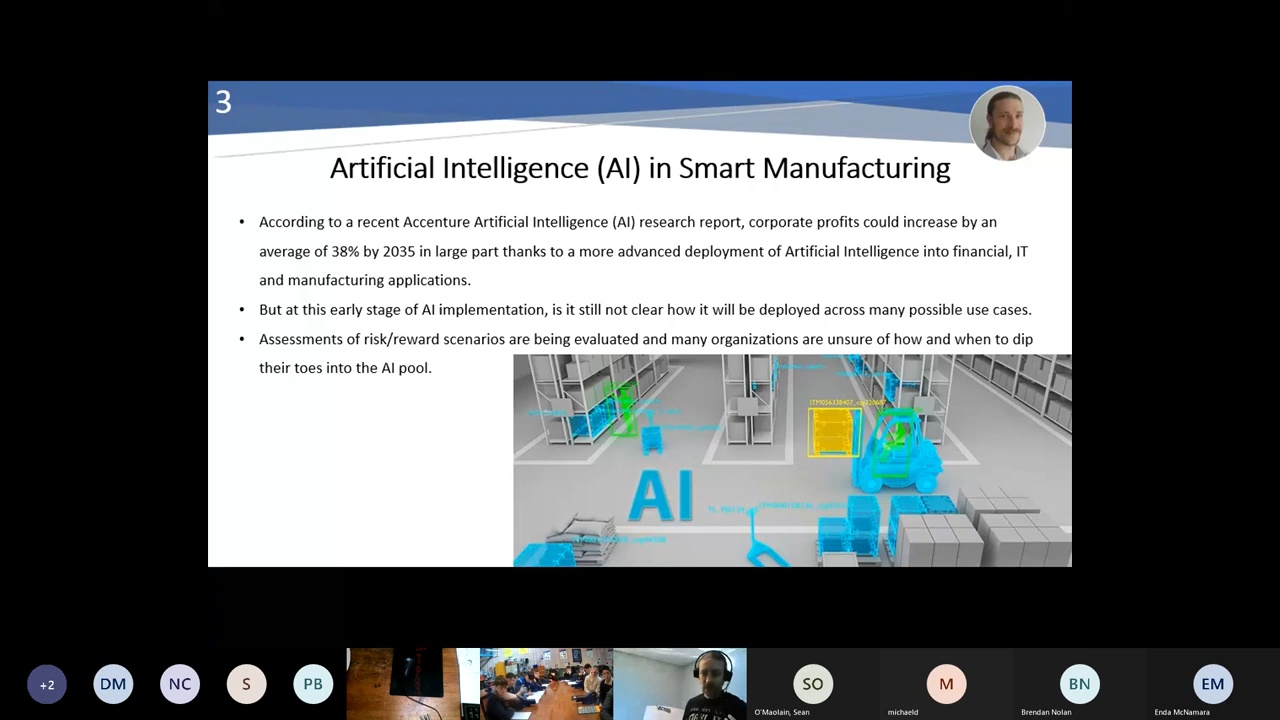 3
Artificial Intelligence (AI) in Smart Manufacturing
• According to a recent Accenture Artificial Intelligence (AI) research report, corporate profits could increase by an
average of 38% by 2035 in large part thanks to a more advanced deployment of Artificial Intelligence into financial, IT
and manufacturing applications.
• But at this early stage of AI implementation, is it still not clear how it will be deployed across many possible use cases.
• Assessments of risk/reward scenarios are being evaluated and many organizations are unsure of how and when to dip
their toes into the AI pool.
AI
+2
DM
NC
S
PB
SO
M
BN
EM
O'Maolain, Sean
michaeld
Brendan Nolan
Enda McNamara